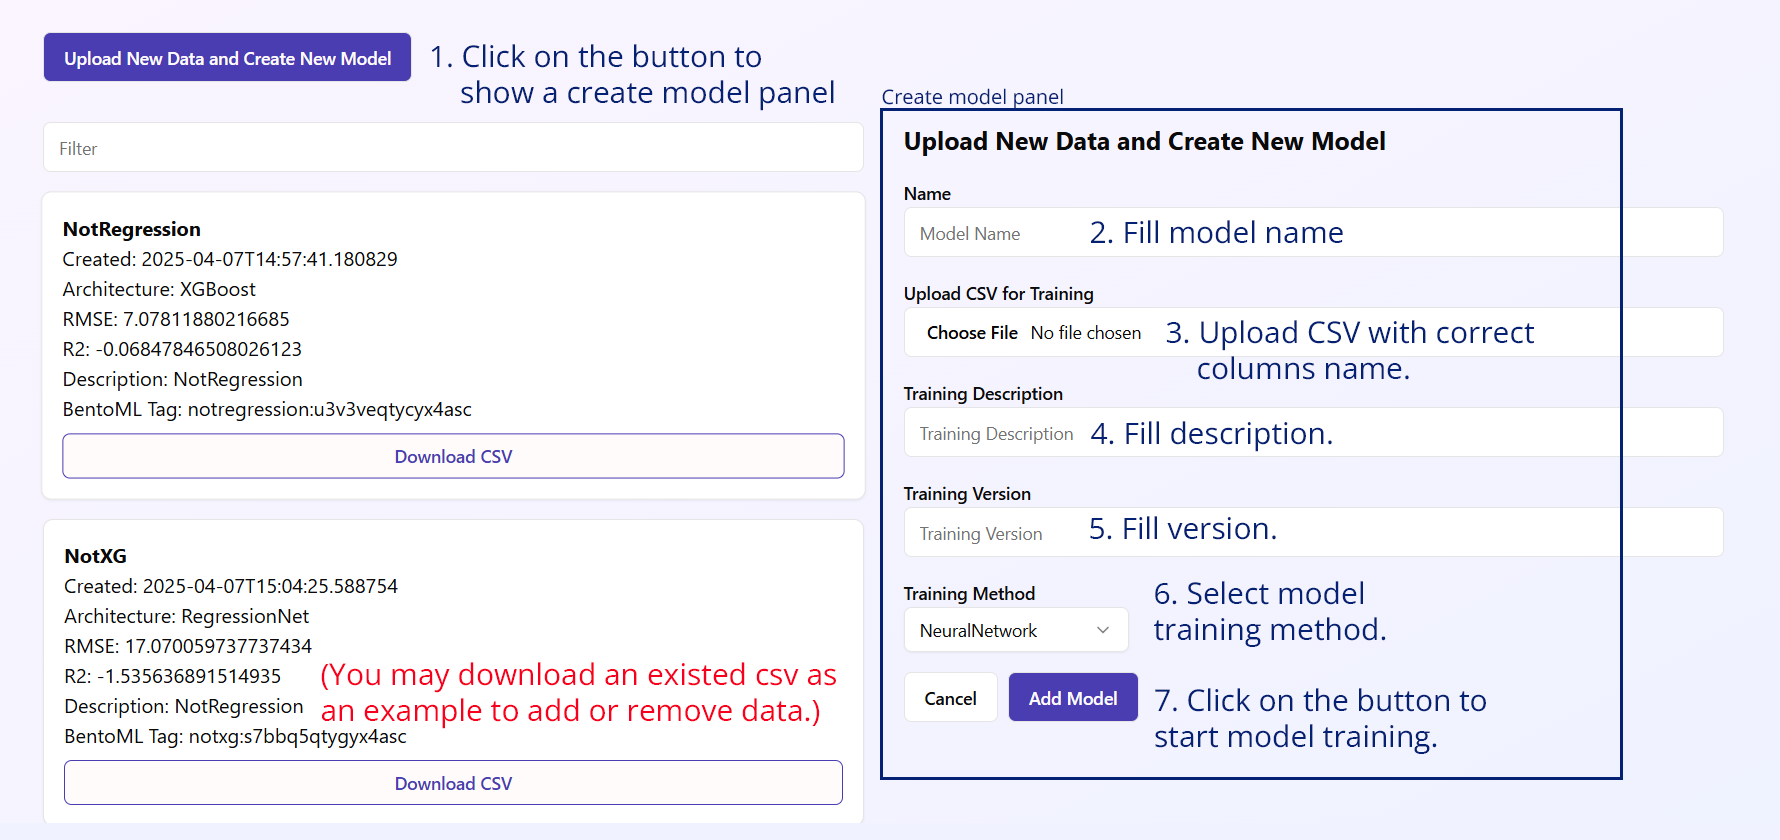 Upload New Data and Create New Model
1. Click on the button to
show a create model panel
Filter
NotRegression
Created: 2025-04-07T14:57:41.180829
Architecture: XGBoost
RMSE: 7.07811880216685
R2: -0.06847846508026123
Description: NotRegression
BentoML Tag: notregression:u3v3veqtycyx4asc
Download CSV
NotXG
Created: 2025-04-07T15:04:25.588754
Architecture: RegressionNet
RMSE: 17.070059737737434
R2: -1.535636891514935
Description: NotRegression
BentoML Tag: notxg:s7bbq5qtygyx4asc
(You may download an existed csv as
an example to add or remove data.)
Download CSV
Create model panel
Upload New Data and Create New Model
Name
Model Name
2. Fill model name
Upload CSV for Training
Choose File No file chosen
3. Upload CSV with correct
columns name.
Training Description
Training Description
4. Fill description.
Training Version
Training Version
5. Fill version.
Training Method
NeuralNetwork
6. Select model
training method.
Cancel
Add Model
7. Click on the button to
start model training.